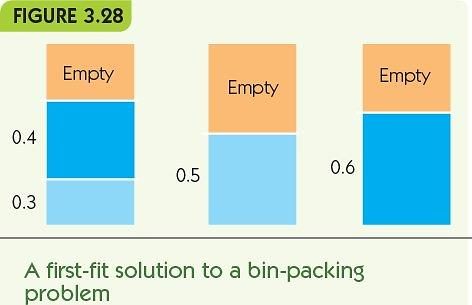 FIGURE 3.28
Empty
Empty
Empty
0.4
0.5
0.6
0.3
A first-fit solution to a bin-packing
problem